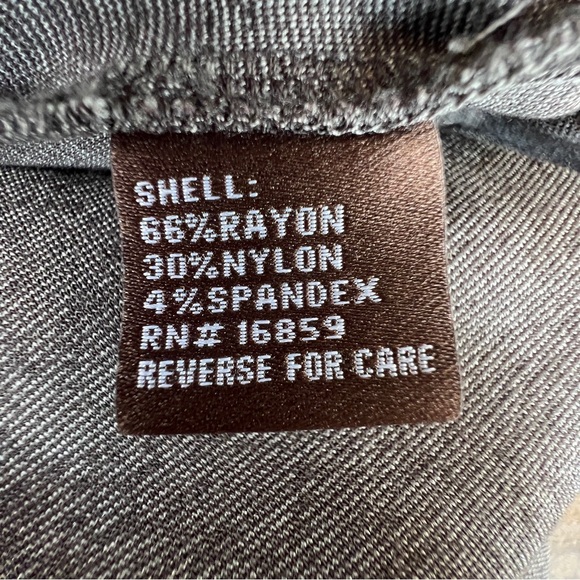 SHELL:
66%RAYON
30%NYLON
4%SPANDEX
RN# 16859
REVERSE FOR CARE